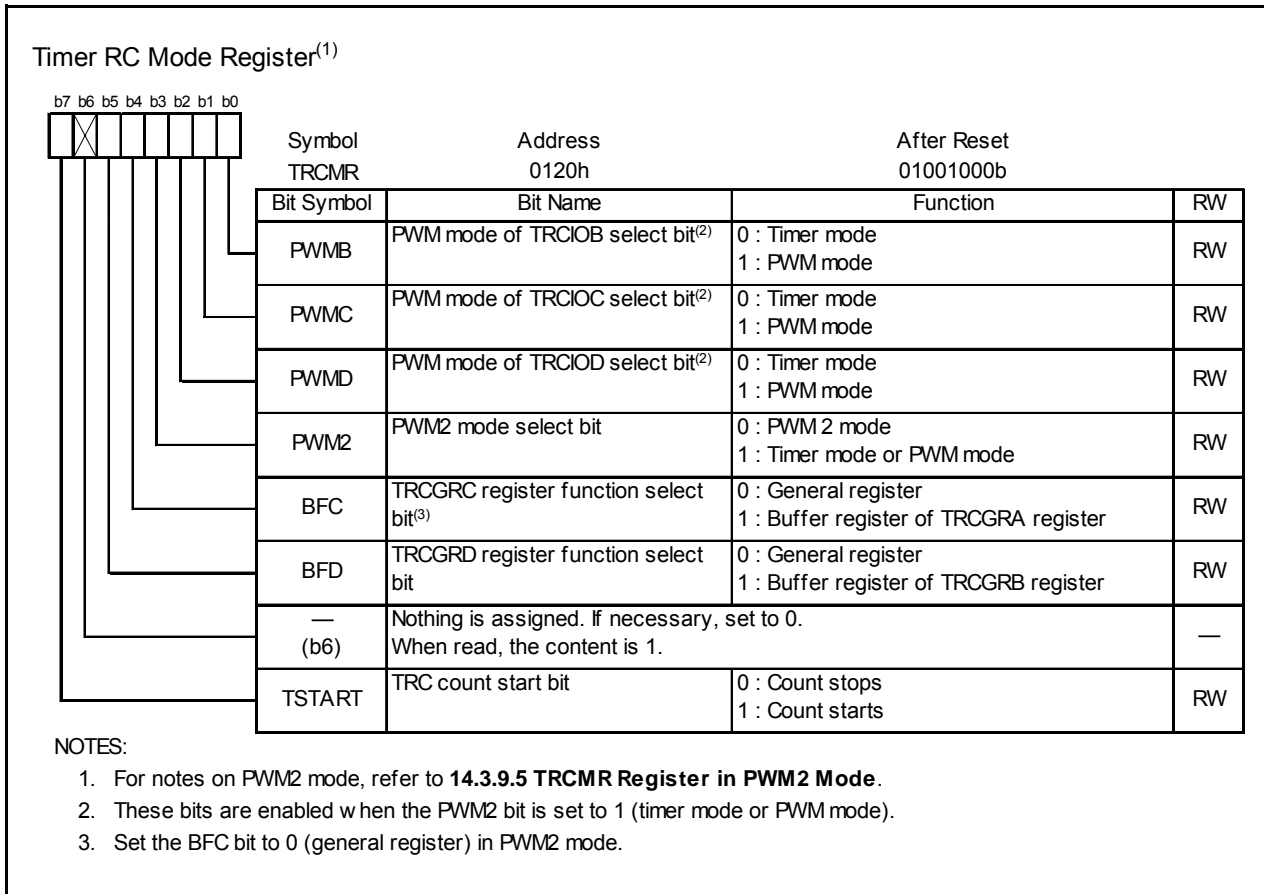 Timer RC Mode Register(1)
b7 b6 b5 b4 b3 b2 b1 b0
Symbol Address After Reset
TRCMR 0120h 01001000b
Bit Symbol Bit Name Function RW
PWMB PWM mode of TRCIOB select bit(2) 0 : Timer mode RW
1 : PWM mode
PWMC PWM mode of TRCIOC select bit(2) 0 : Timer mode RW
1 : PWM mode
PWMD PWM mode of TRCIOD select bit(2) 0 : Timer mode RW
1 : PWM mode
PWM2 PWM2 mode select bit 0 : PWM 2 mode RW
1 : Timer mode or PWM mode
BFC TRCGRC register function select 0 : General register RW
bit(3) 1 : Buffer register of TRCGRA register
BFD TRCGRD register function select 0 : General register RW
bit 1 : Buffer register of TRCGRB register
— Nothing is assigned. If necessary, set to 0. —
(b6) When read, the content is 1.
TSTART TRC count start bit 0 : Count stops RW
1 : Count starts
NOTES:
1. For notes on PWM2 mode, refer to 14.3.9.5 TRCMR Register in PWM2 Mode.
2. These bits are enabled when the PWM2 bit is set to 1 (timer mode or PWM mode).
3. Set the BFC bit to 0 (general register) in PWM2 mode.